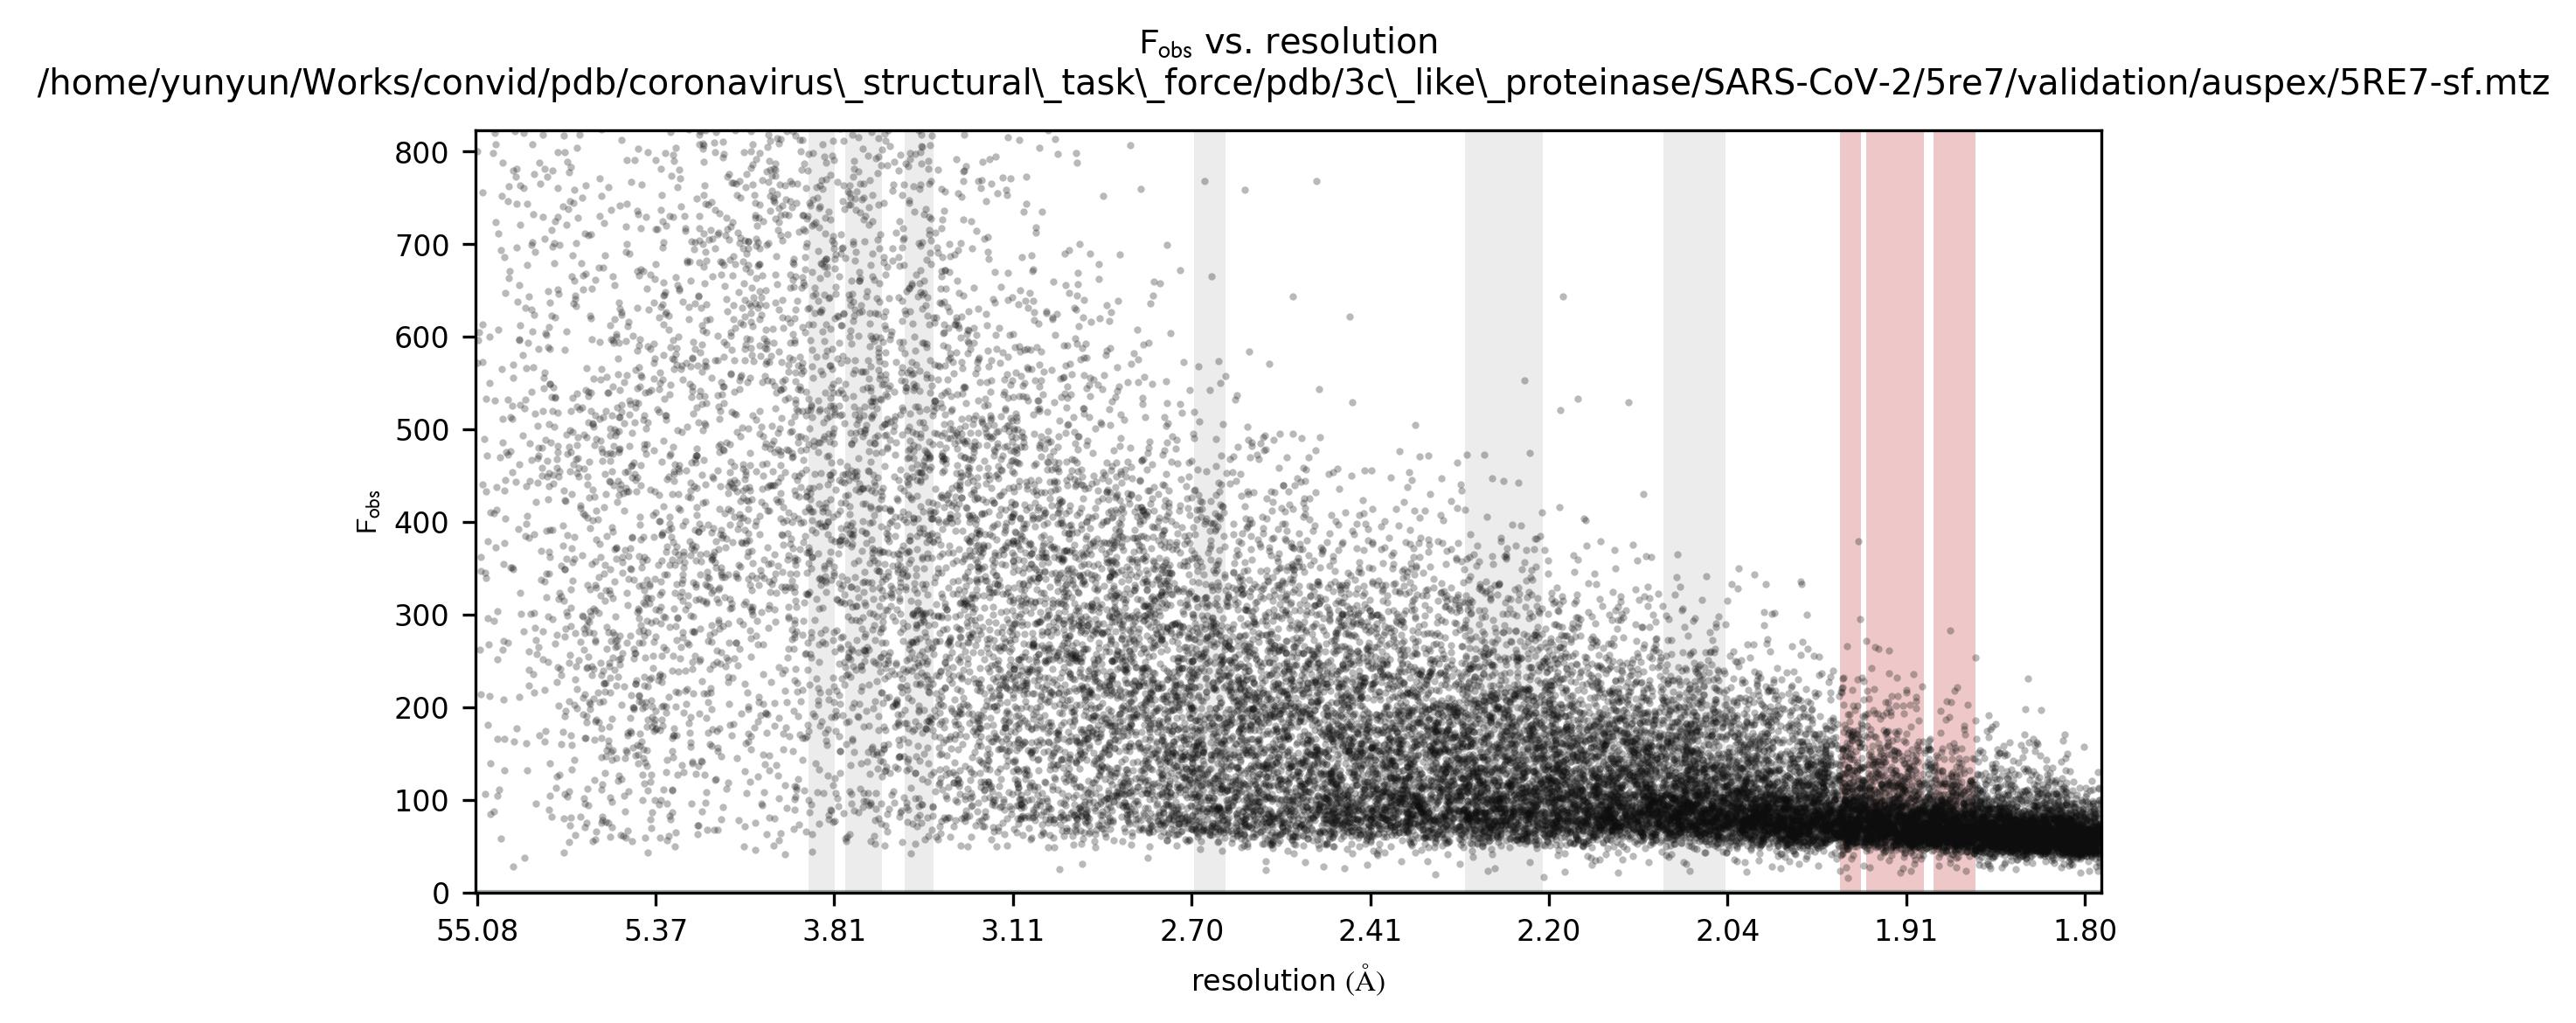 Fobs vs. resolution
/home/yunyun/Works/convid/pdb/coronavirus\_structural\_task\_force/pdb/3c\_like\_proteinase/SARS-CoV-2/5re7/validation/auspex/5RE7-sf.mtz
800
700
600
500
400
300
200
100
0
Fobs
55.08 5.37 3.81 3.11 2.70 2.41 2.20 2.04 1.91 1.80
resolution (Å)